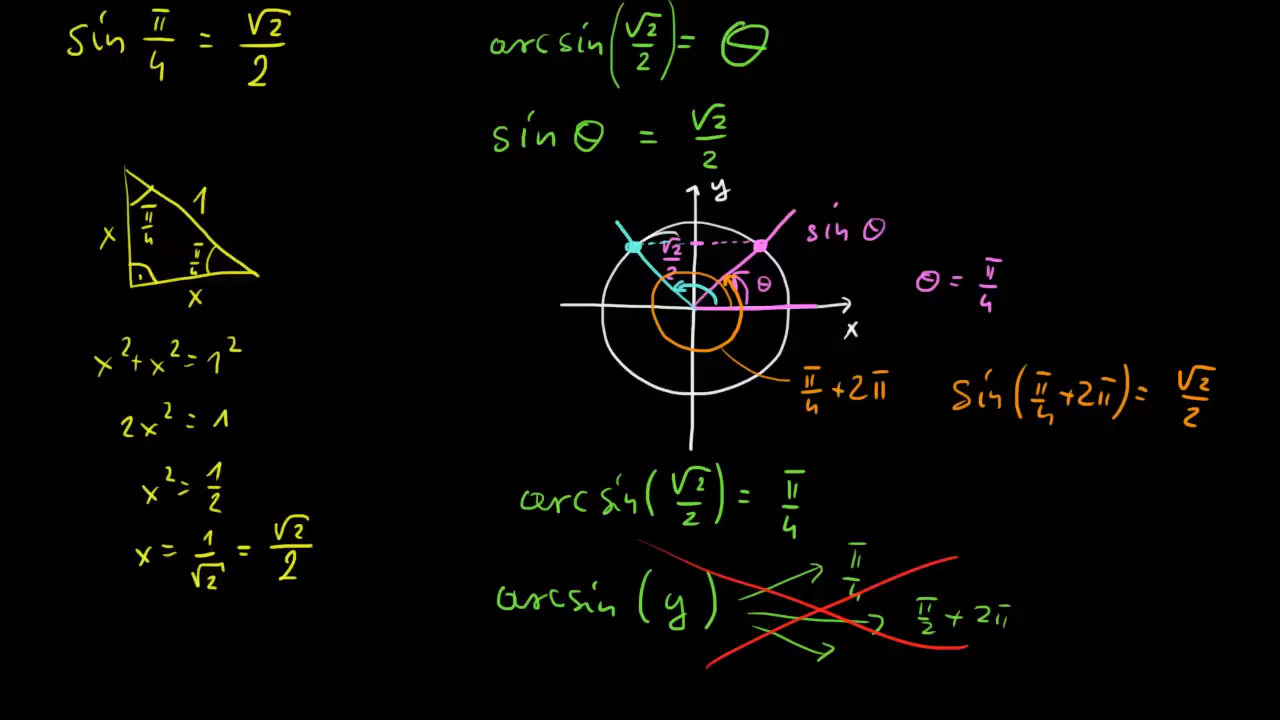 sin π/4 = √2/2
arcsin(√2/2) = θ
sin θ = √2/2
1
π/4
x
π/4
x
x² + x² = 1²
2x² = 1
x² = 1/2
x = 1/√2 = √2/2
y
sin θ
√2/2
θ
θ = π/4
x
π/4 + 2π
sin(π/4 + 2π) = √2/2
arcsin(√2/2) = π/4
arcsin(y)
π/4
π/2 + 2π